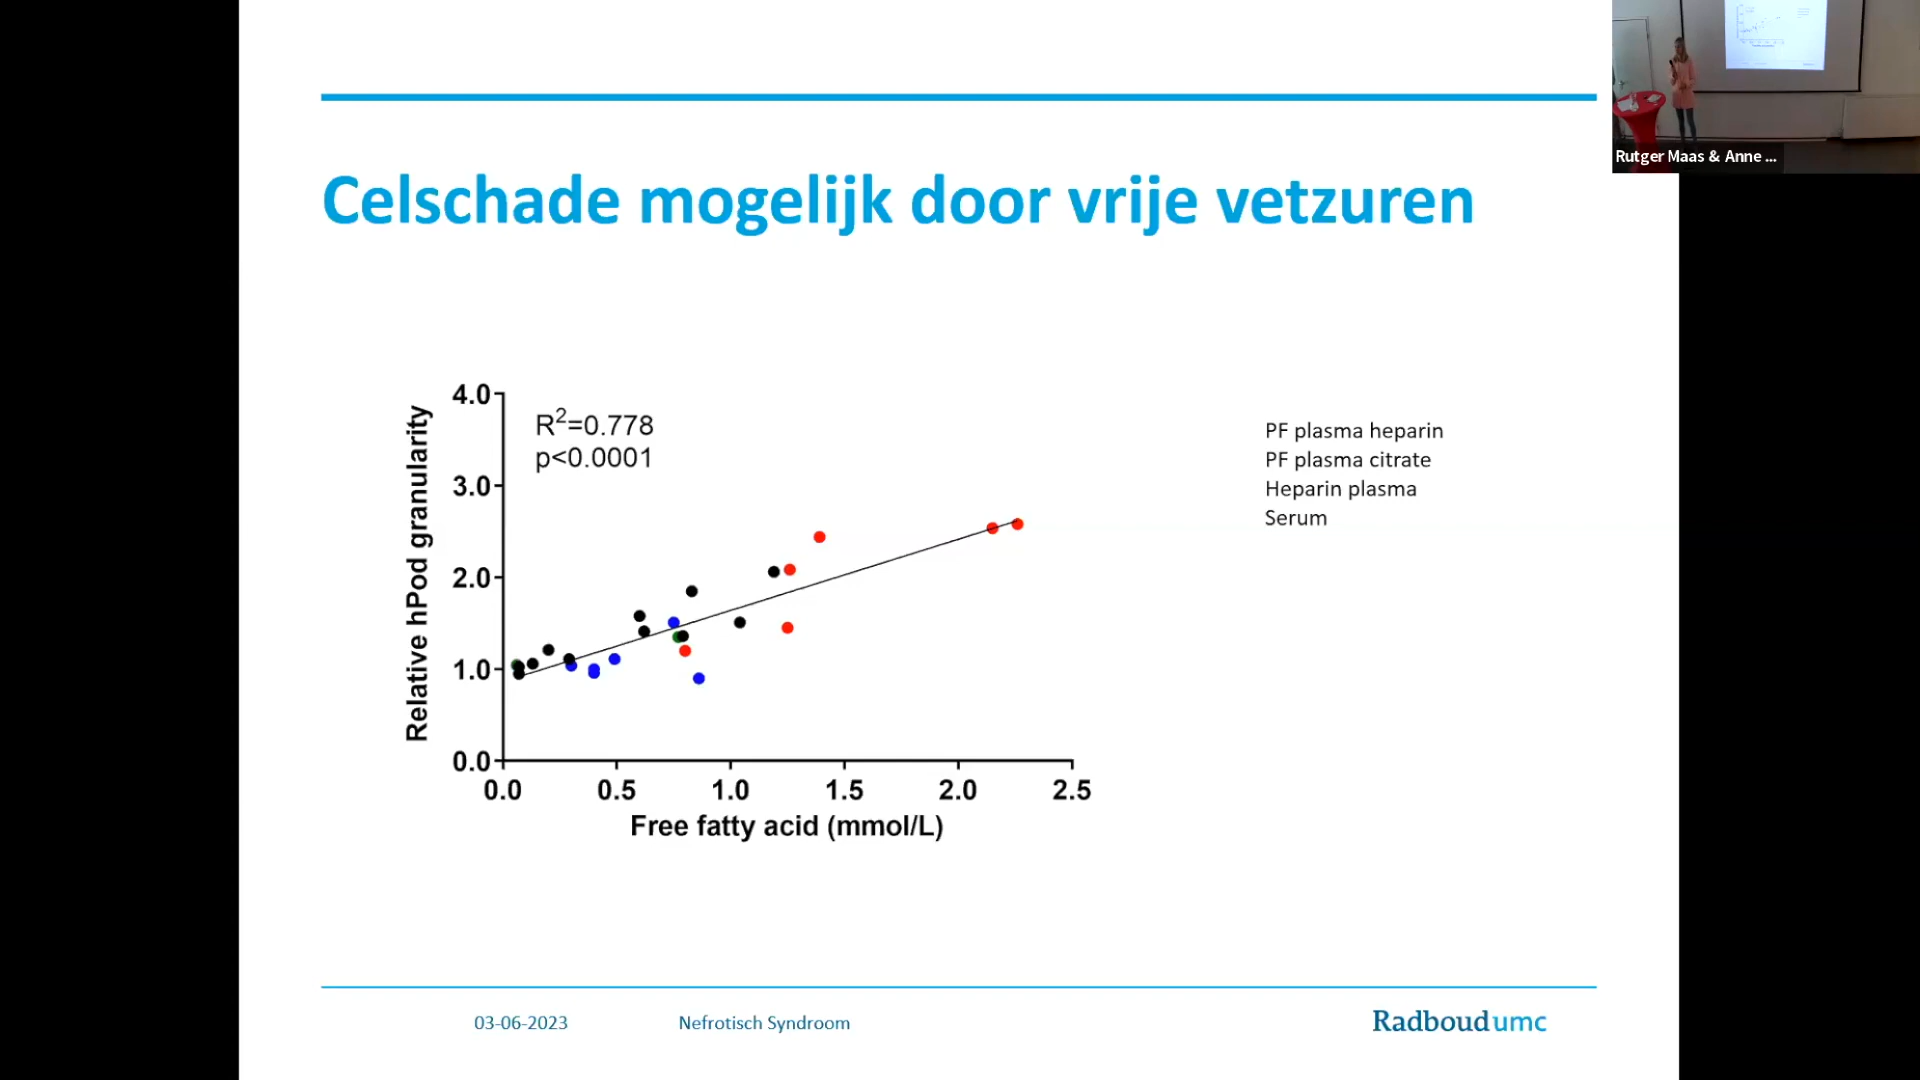 Rutger Maas & Anne ...
Celschade mogelijk door vrije vetzuren
R²=0.778
p<0.0001
4.0
3.0
2.0
1.0
0.0
Relative hPod granularity
0.0 0.5 1.0 1.5 2.0 2.5
Free fatty acid (mmol/L)
PF plasma heparin
PF plasma citrate
Heparin plasma
Serum
03-06-2023 Nefrotisch Syndroom Radboudumc